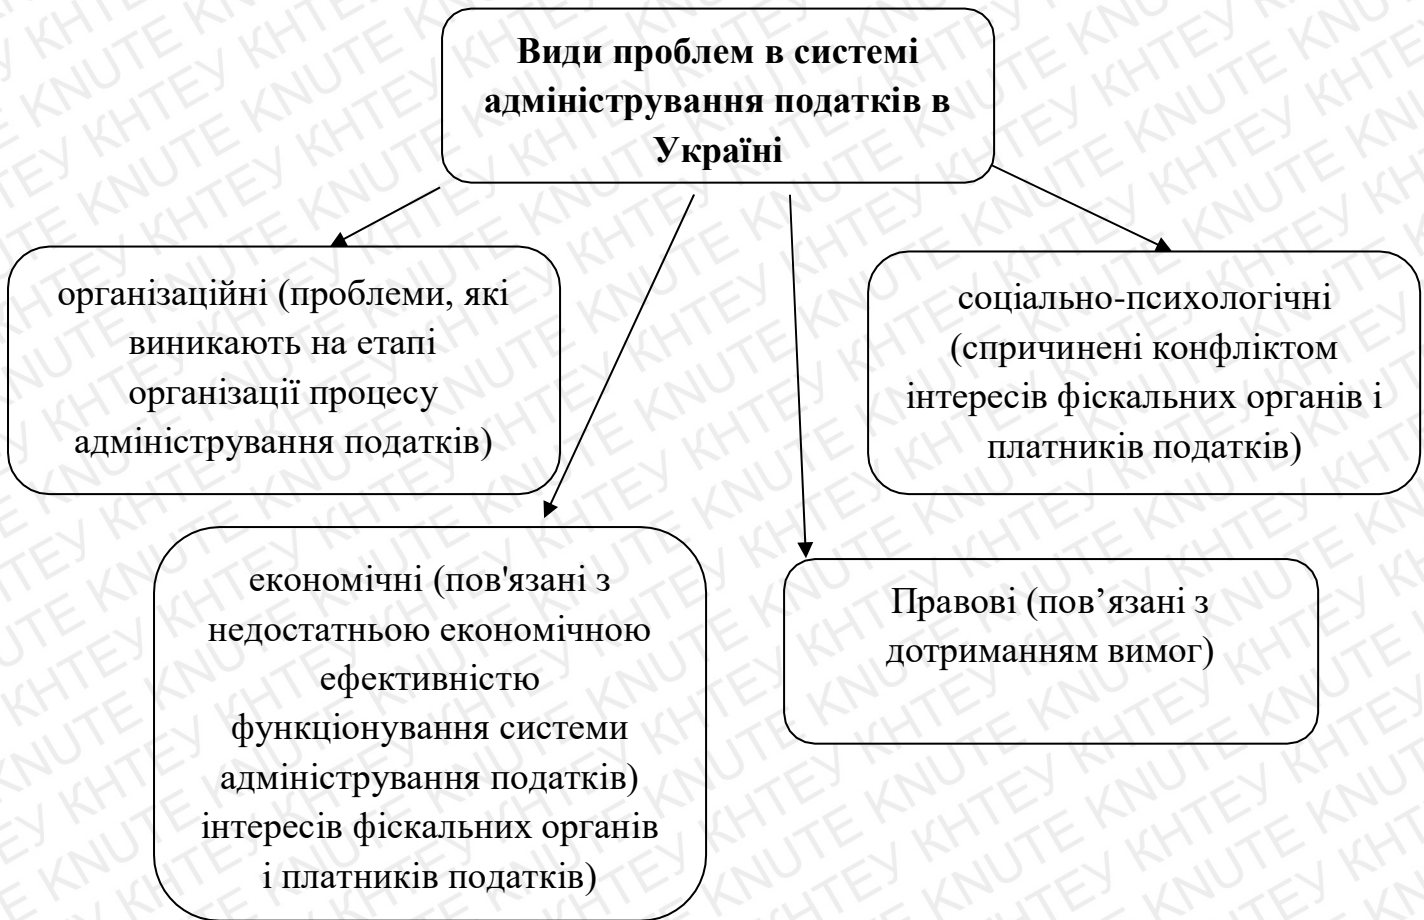 Види проблем в системі
адміністрування податків в
Україні
організаційні (проблеми, які
виникають на етапі
організації процесу
адміністрування податків)
соціально-психологічні
(спричинені конфліктом
інтересів фіскальних органів і
платників податків)
економічні (пов'язані з
недостатньою економічною
ефективністю
функціонування системи
адміністрування податків)
інтересів фіскальних органів
і платників податків)
Правові (пов’язані з
дотриманням вимог)